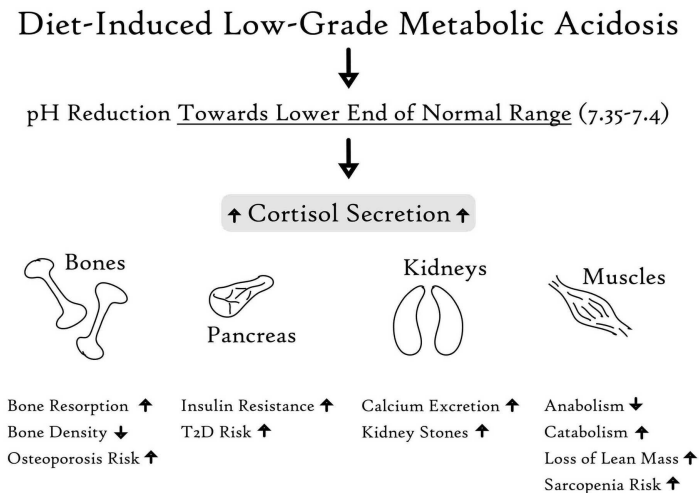 Diet-Induced Low-Grade Metabolic Acidosis
pH Reduction Towards Lower End of Normal Range (7.35-7.4)
↑ Cortisol Secretion ↑
Bones
Bone Resorption ↑
Bone Density ↓
Osteoporosis Risk ↑
Pancreas
Insulin Resistance ↑
T2D Risk ↑
Kidneys
Calcium Excretion ↑
Kidney Stones ↑
Muscles
Anabolism ↓
Catabolism ↑
Loss of Lean Mass ↑
Sarcopenia Risk ↑